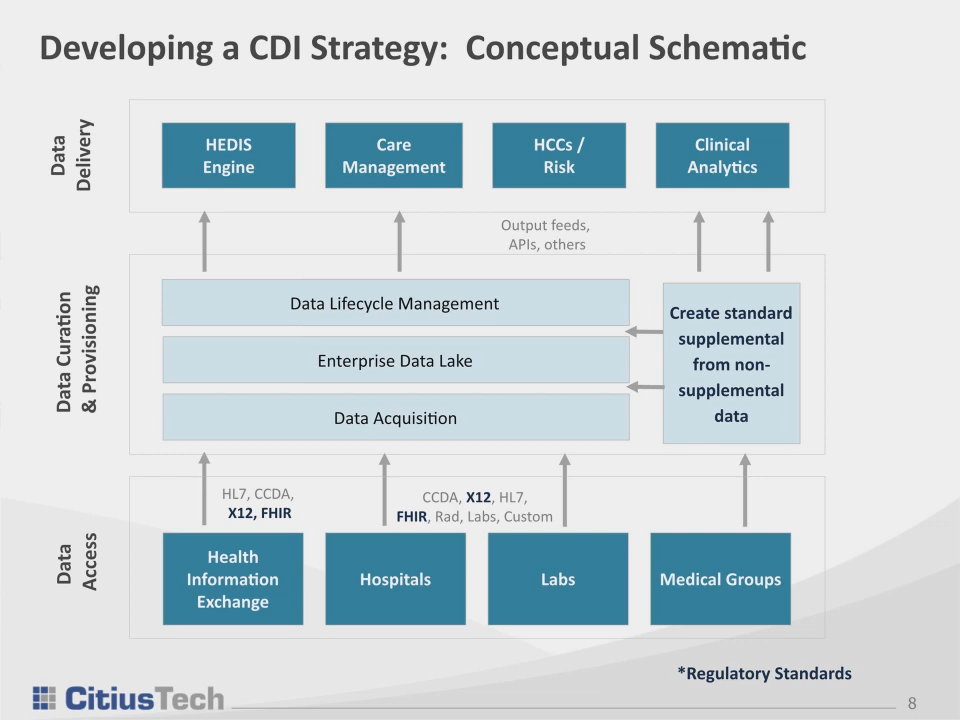 Developing a CDI Strategy:  Conceptual Schematic
Data
Delivery
HEDIS
Engine
Care
Management
HCCs /
Risk
Clinical
Analytics
Output feeds,
APIs, others
Data Curation
& Provisioning
Data Lifecycle Management
Enterprise Data Lake
Data Acquisition
Create standard
supplemental
from non-
supplemental
data
HL7, CCDA,
X12, FHIR
CCDA, X12, HL7,
FHIR, Rad, Labs, Custom
Data
Access
Health
Information
Exchange
Hospitals
Labs
Medical Groups
*Regulatory Standards
CitiusTech
8